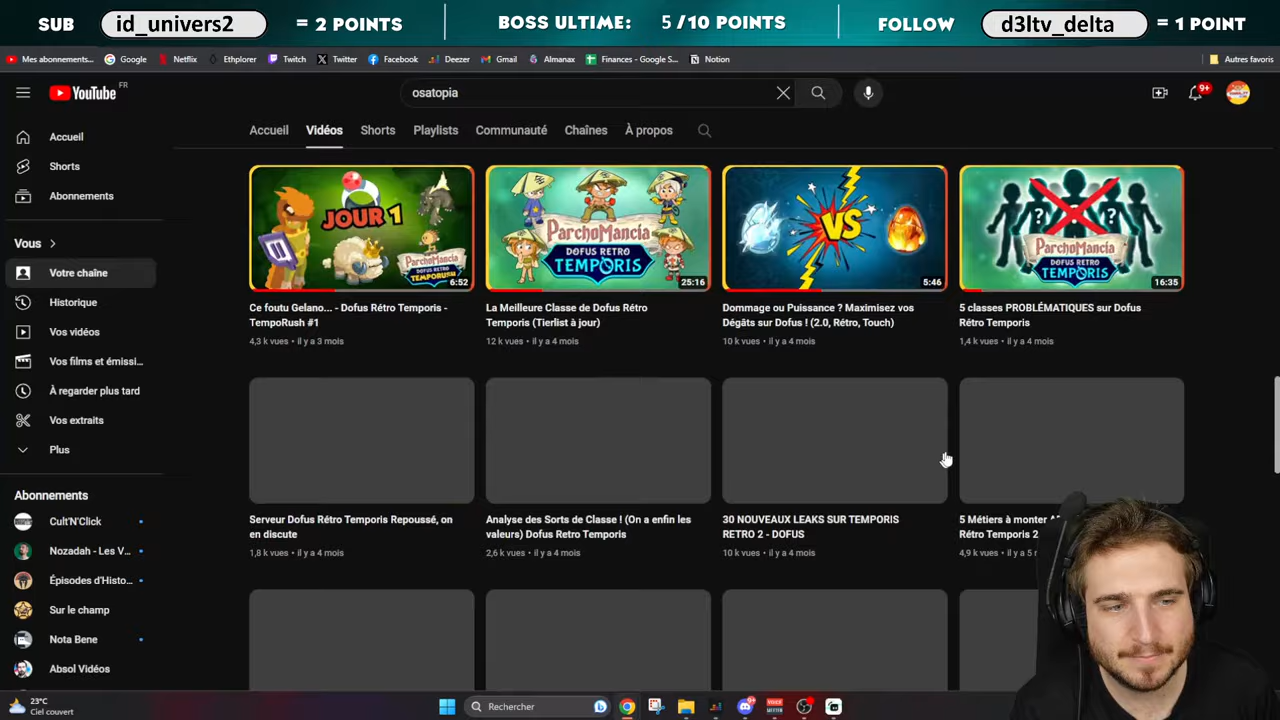 SUB id_univers2 = 2 POINTS
BOSS ULTIME: 5 /10 POINTS
FOLLOW d3ltv_delta = 1 POINT
Mes abonnements...
Google
Netflix
Ethplorer
Twitch
Twitter
Facebook
Deezer
Gmail
Almanax
Finances - Google S...
Notion
Autres favoris
YouTube FR
osatopia
9+
Accueil
Shorts
Abonnements
Vous
Votre chaîne
Historique
Vos vidéos
Vos films et émissi...
À regarder plus tard
Vos extraits
Plus
Abonnements
Cult'N'Click
Nozadah - Les V...
Épisodes d'Histo...
Sur le champ
Nota Bene
Absol Vidéos
Accueil
Vidéos
Shorts
Playlists
Communauté
Chaînes
À propos
JOUR 1
PARCHOMANCIA
DOFUS RETRO
TEMPORUSH
6:52
Ce foutu Gelano... - Dofus Rétro Temporis -
TempoRush #1
4,3 k vues • il y a 3 mois
PARCHOMANCIA
DOFUS RETRO
TEMPORIS
25:16
La Meilleure Classe de Dofus Rétro
Temporis (Tierlist à jour)
12 k vues • il y a 4 mois
VS
5:46
Dommage ou Puissance ? Maximisez vos
Dégâts sur Dofus ! (2.0, Rétro, Touch)
10 k vues • il y a 4 mois
? ?
PARCHOMANCIA
DOFUS RETRO
TEMPORIS
16:35
5 classes PROBLÉMATIQUES sur Dofus
Rétro Temporis
1,4 k vues • il y a 4 mois
Serveur Dofus Rétro Temporis Repoussé, on
en discute
1,8 k vues • il y a 4 mois
Analyse des Sorts de Classe ! (On a enfin les
valeurs) Dofus Retro Temporis
2,6 k vues • il y a 4 mois
30 NOUVEAUX LEAKS SUR TEMPORIS
RETRO 2 - DOFUS
10 k vues • il y a 4 mois
5 Métiers à monter
Rétro Temporis 2
4,9 k vues • il y a 5
23°C
Ciel couvert
Rechercher